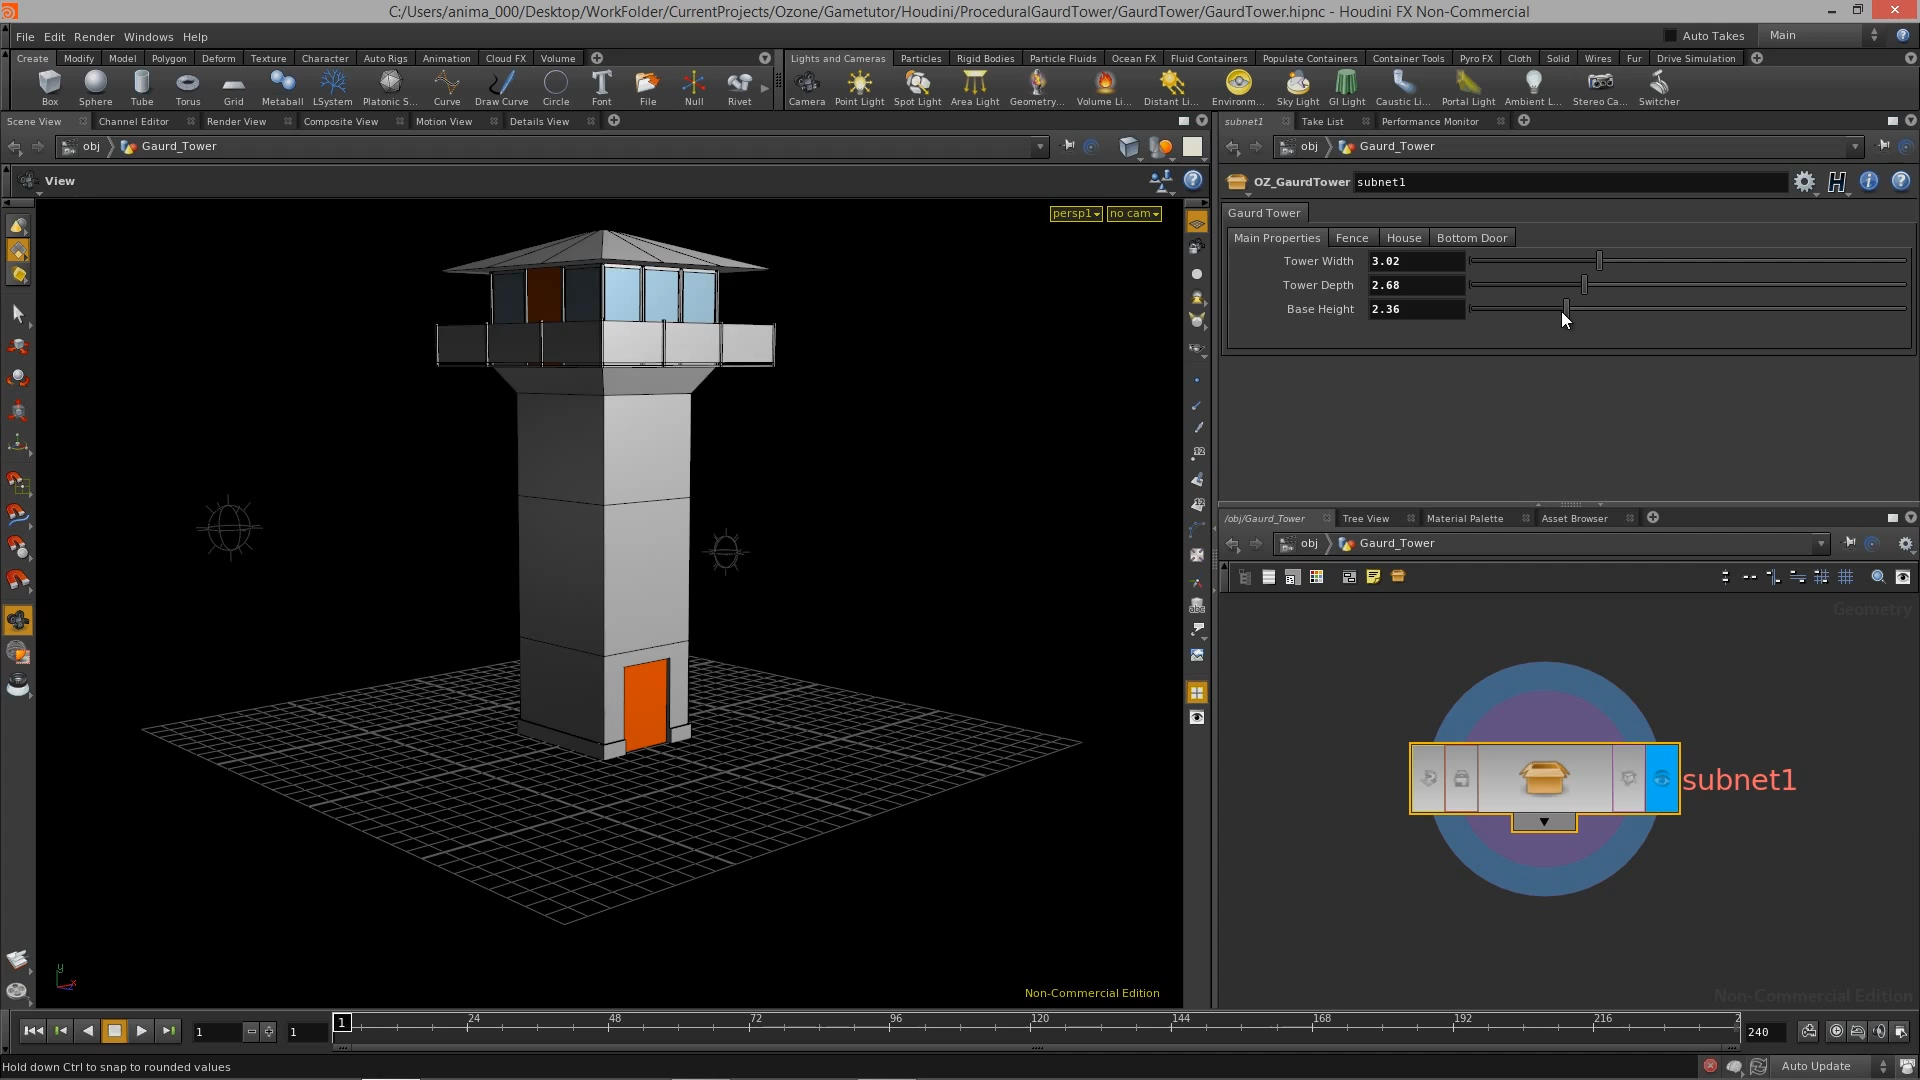 C:/Users/anima_000/Desktop/WorkFolder/CurrentProjects/Ozone/Gametutor/Houdini/ProceduralGaurdTower/GaurdTower/GaurdTower.hipnc - Houdini FX Non-Commercial
File Edit Render Windows Help
Auto Takes Main
Create Modify Model Polygon Deform Texture Character Auto Rigs Animation Cloud FX Volume
Lights and Cameras Particles Rigid Bodies Particle Fluids Ocean FX Fluid Containers Populate Containers Container Tools Pyro FX Cloth Solid Wires Fur Drive Simulation
Box Sphere Tube Torus Grid Metaball LSystem Platonic S... Curve Draw Curve Circle Font File Null Rivet
Camera Point Light Spot Light Area Light Geometry... Volume Li... Distant Li... Environm... Sky Light GI Light Caustic Li... Portal Light Ambient L... Stereo Ca... Switcher
Scene View Channel Editor Render View Composite View Motion View Details View
subnet1 Take List Performance Monitor
obj Gaurd_Tower
obj Gaurd_Tower
View
OZ_GaurdTower subnet1
persp1 no cam
Gaurd Tower
Main Properties Fence House Bottom Door
Tower Width 3.02
Tower Depth 2.68
Base Height 2.36
/obj/Gaurd_Tower Tree View Material Palette Asset Browser
obj Gaurd_Tower
Geometry
subnet1
Non-Commercial Edition
Non-Commercial Edition
1 1 1 24 48 72 96 120 144 168 192 216 2 240
Hold down Ctrl to snap to rounded values
Auto Update